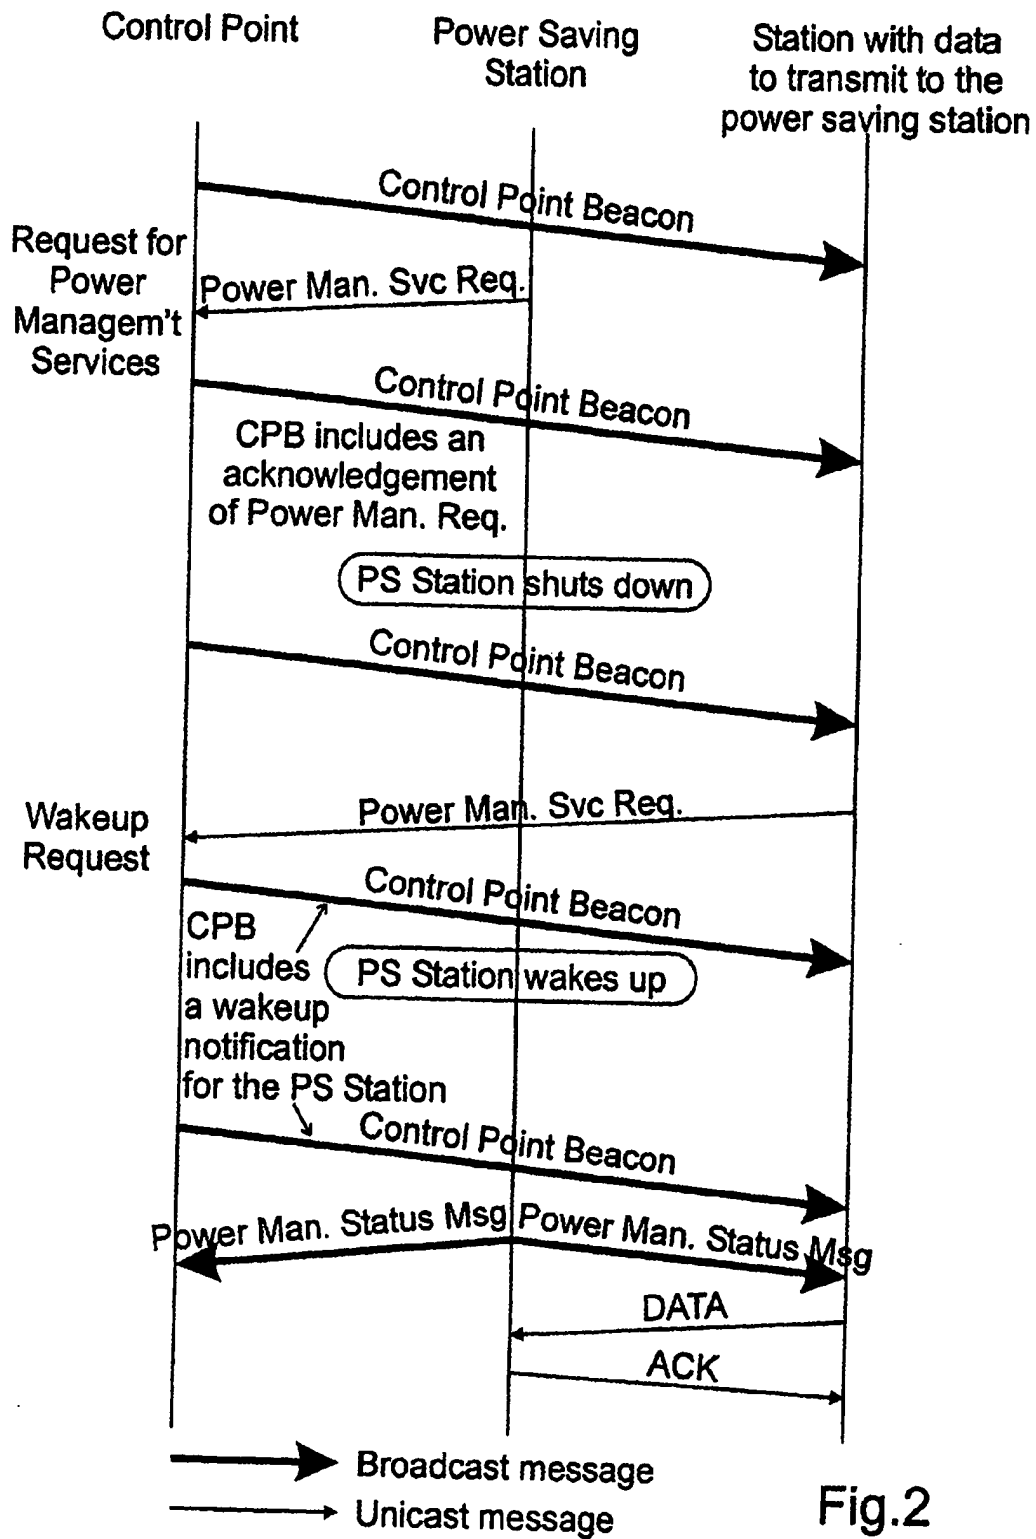 Control Point
Power Saving
Station
Station with data
to transmit to the
power saving station
Control Point Beacon
Request for
Power
Managem't
Services
Power Man. Svc Req.
Control Point Beacon
CPB includes an
acknowledgement
of Power Man. Req.
PS Station shuts down
Control Point Beacon
Wakeup
Request
Power Man. Svc Req.
Control Point Beacon
CPB
includes
a wakeup
notification
for the PS Station
PS Station wakes up
Control Point Beacon
Power Man. Status Msg
Power Man. Status Msg
DATA
ACK
Broadcast message
Unicast message
Fig.2